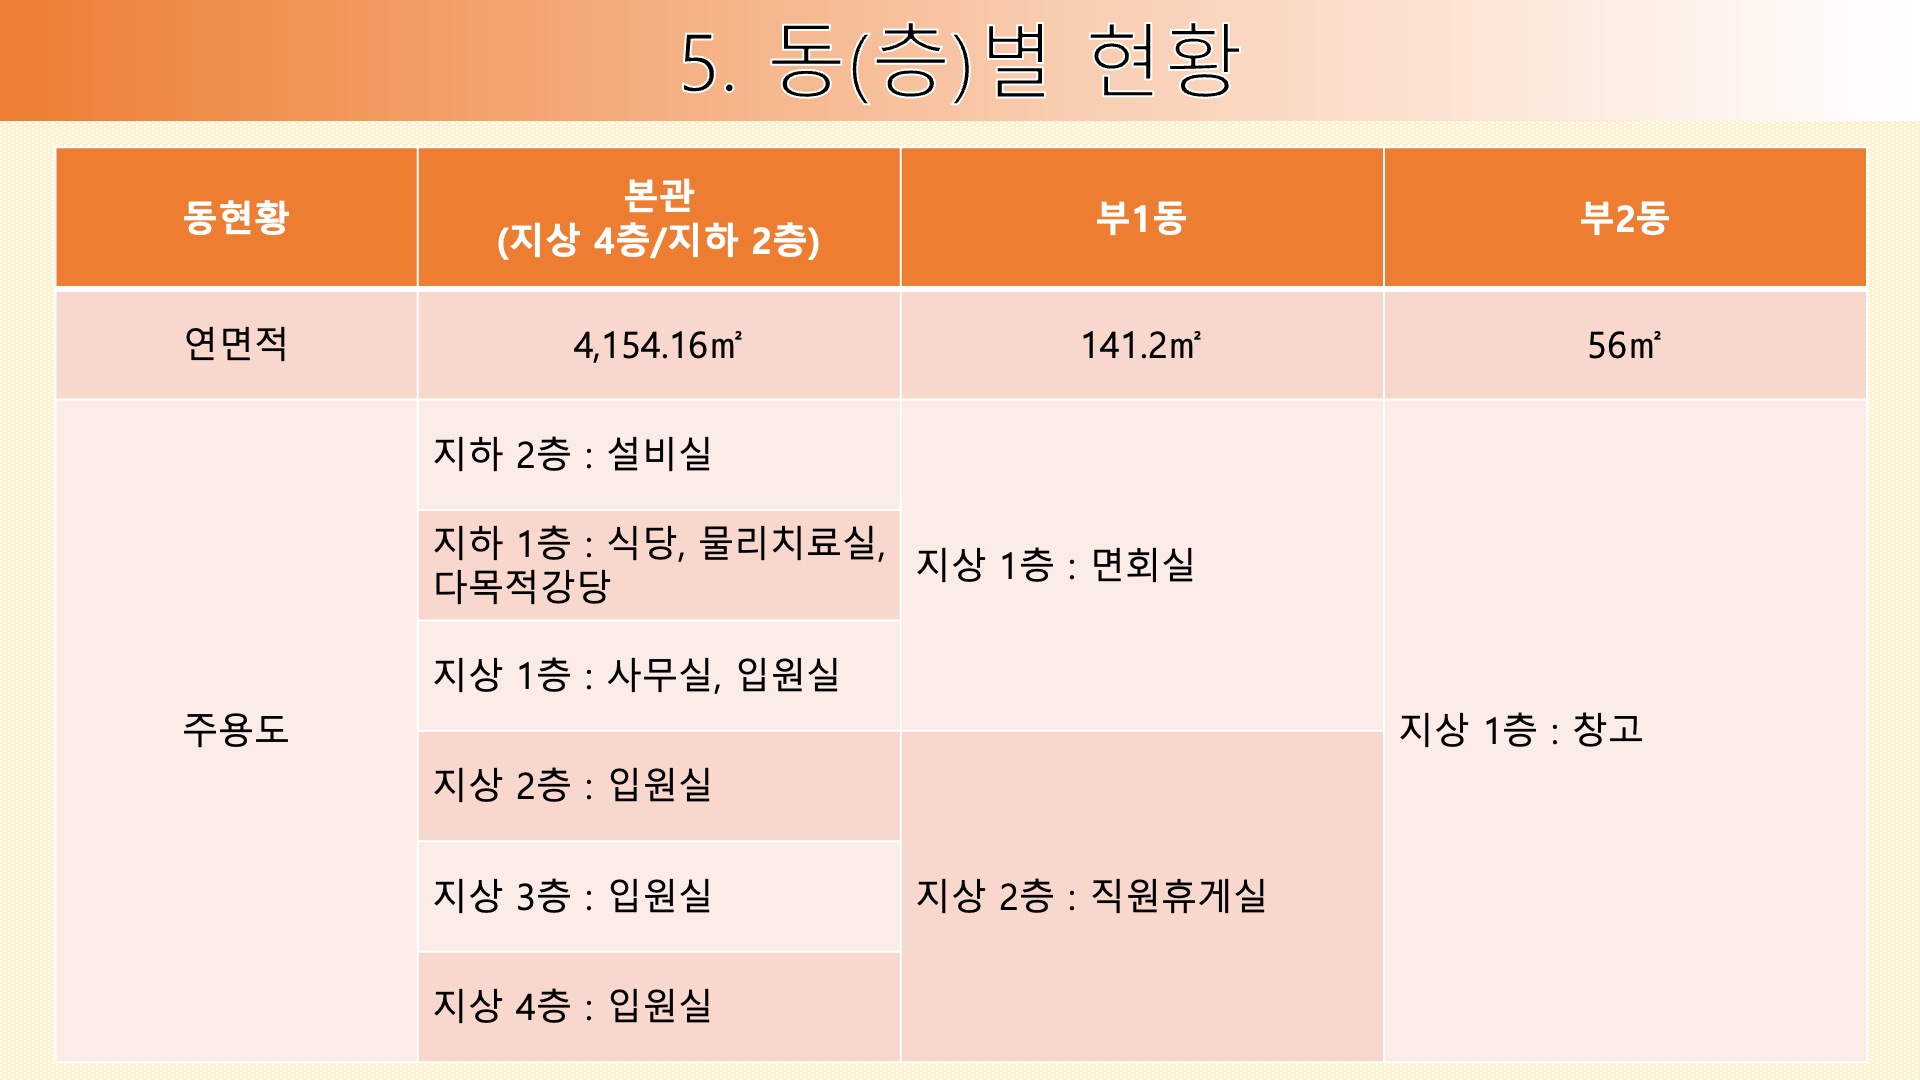 5. 동(층)별 현황
동현황
본관
(지상 4층/지하 2층)
부1동
부2동
연면적
4,154.16㎡
141.2㎡
56㎡
주용도
지하 2층 : 설비실
지하 1층 : 식당, 물리치료실,
다목적강당
지상 1층 : 사무실, 입원실
지상 2층 : 입원실
지상 3층 : 입원실
지상 4층 : 입원실
지상 1층 : 면회실
지상 2층 : 직원휴게실
지상 1층 : 창고